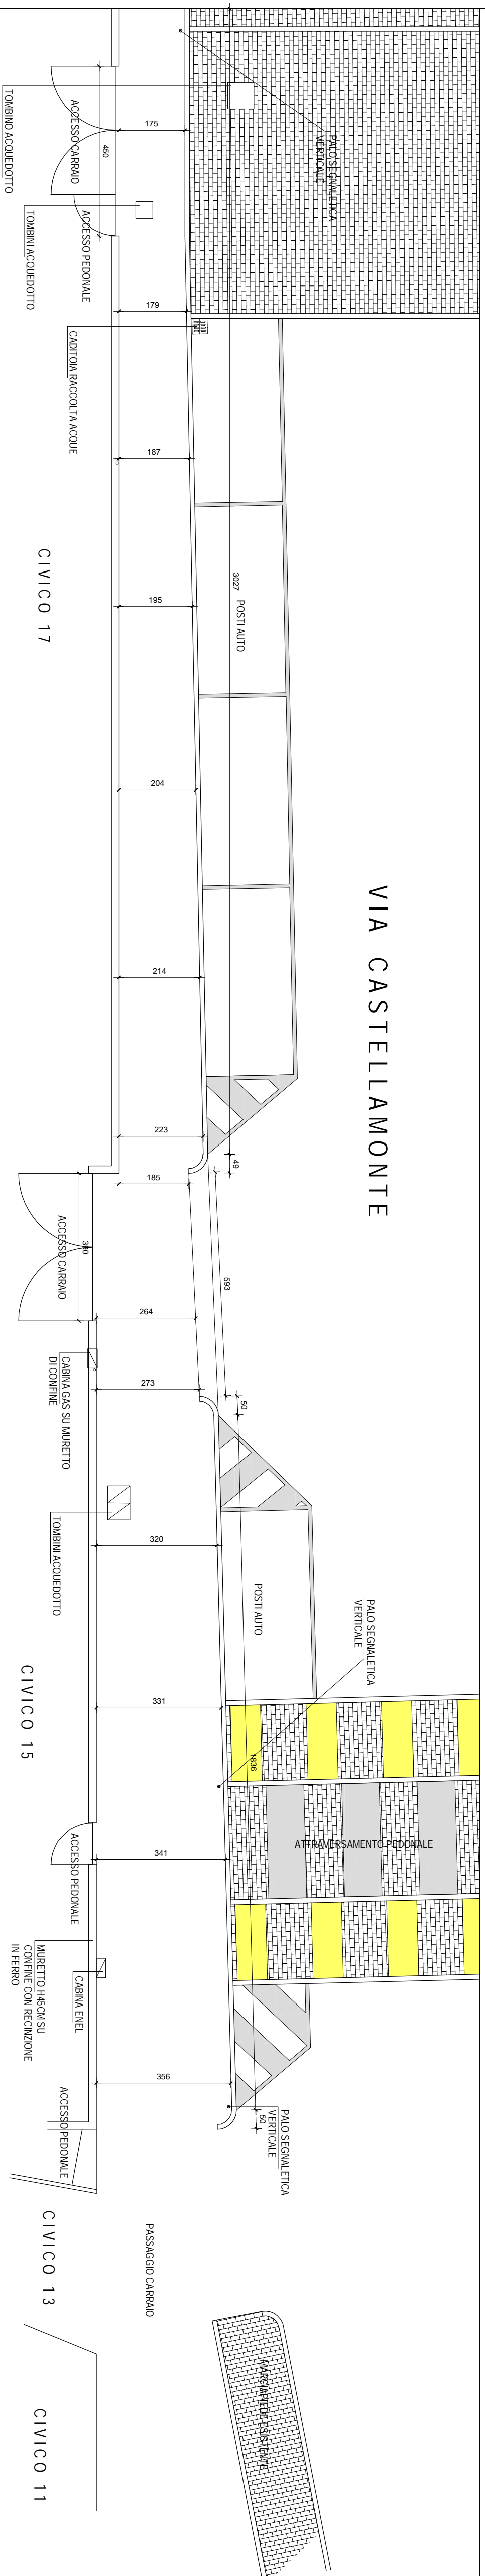 TOMBINO ACQUEDOTTO
450
ACCESSO CARRAIO
175
PALO SEGNALETICA
VERTICALE
ACCESSO PEDONALE
TOMBINI ACQUEDOTTO
179
CADITOIA RACCOLTA ACQUE
187
CIVICO 17
195
3027
POSTI AUTO
204
VIA CASTELLAMONTE
214
223
49
185
390
ACCESSO CARRAIO
593
264
CABINA GAS SU MURETTO
DI CONFINE
273
50
TOMBINI ACQUEDOTTO
320
POSTI AUTO
PALO SEGNALETICA
VERTICALE
CIVICO 15
331
1836
ATTRAVERSAMENTO PEDONALE
341
ACCESSO PEDONALE
MURETTO H45CM SU
CONFINE CON RECINZIONE
IN FERRO
CABINA ENEL
356
ACCESSO PEDONALE
50
PALO SEGNALETICA
VERTICALE
CIVICO 13
PASSAGGIO CARRAIO
MARCIAPIEDE ESISTENTE
CIVICO 11